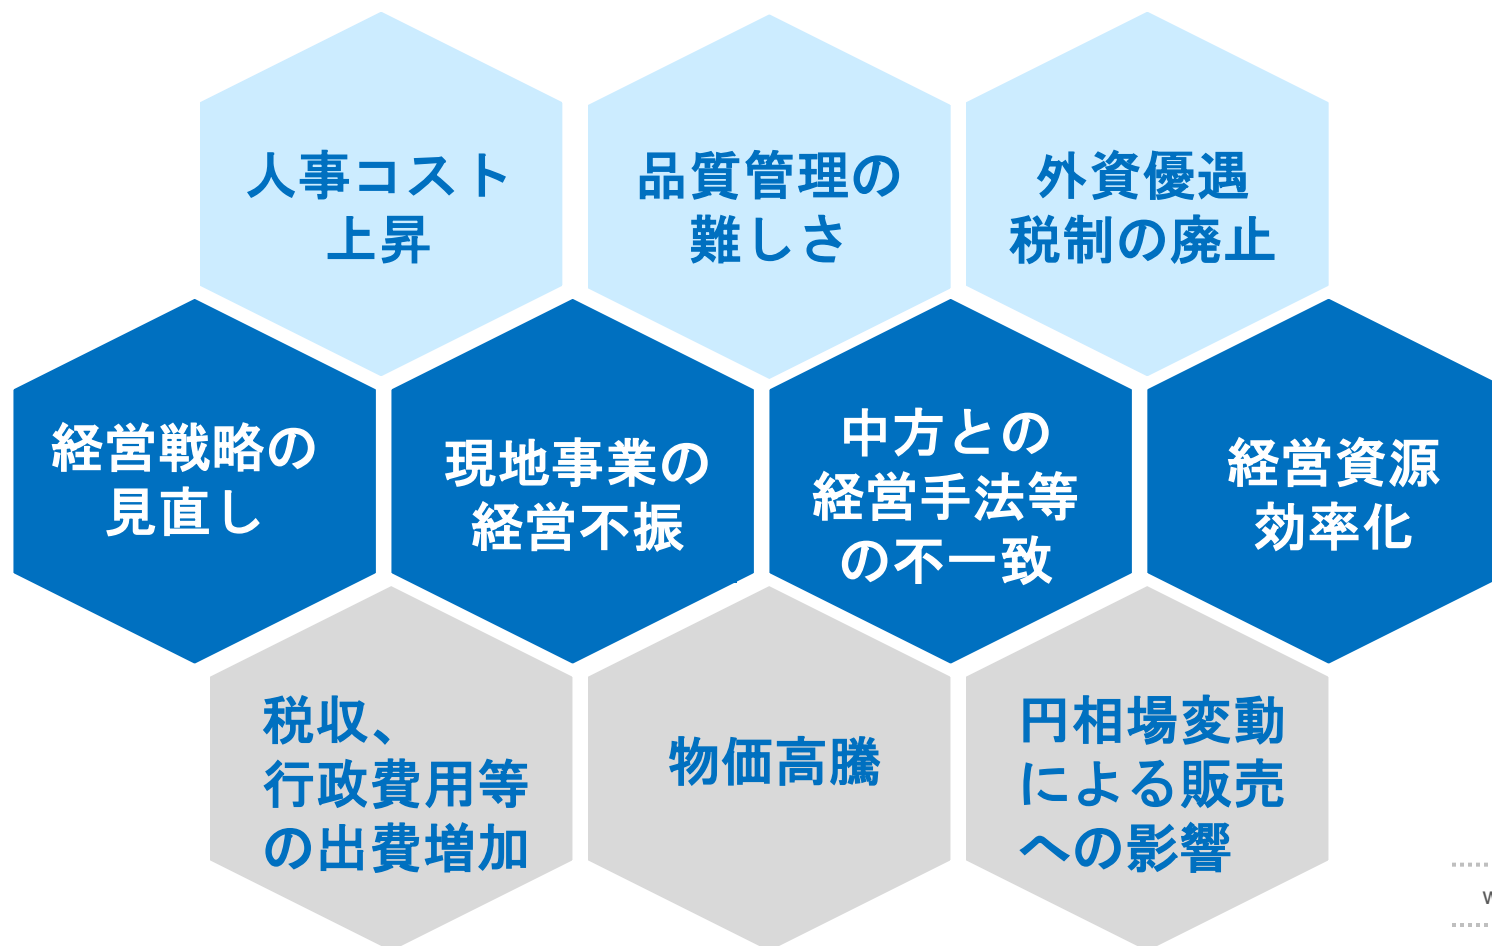 人事コスト
上昇
品質管理の
難しさ
外資優遇
税制の廃止
経営戦略の
見直し
現地事業の
経営不振
中方との
経営手法等
の不一致
経営資源
効率化
税収、
行政費用等
の出費増加
物価高騰
円相場変動
による販売
への影響